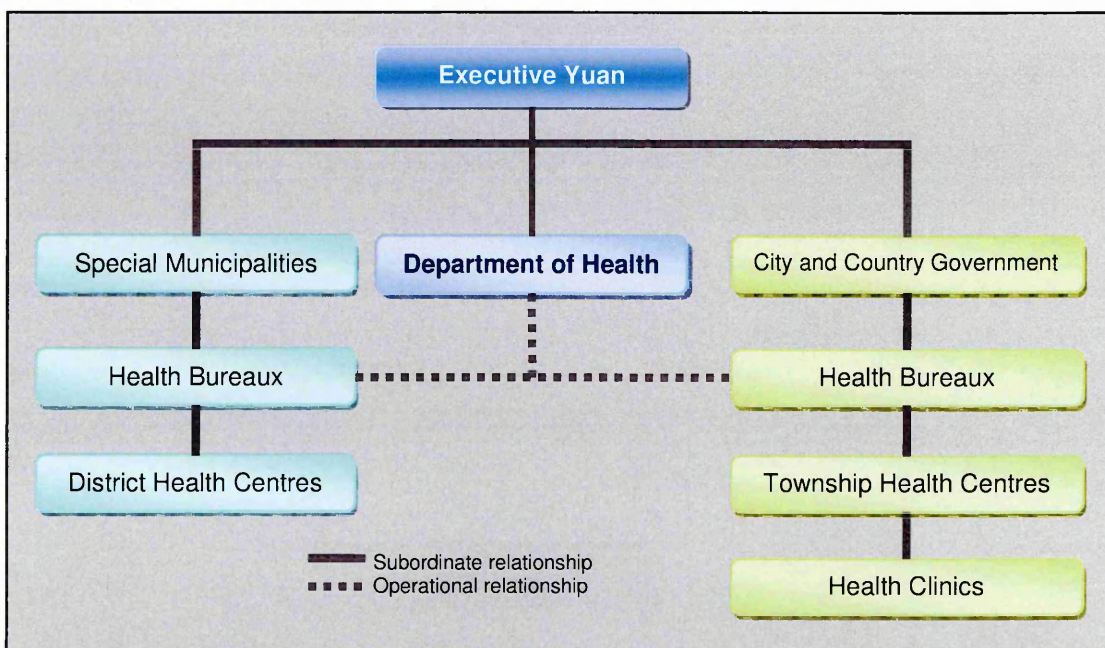 Executive Yuan
Special Municipalities
Department of Health
City and Country Government
Health Bureaux
Health Bureaux
District Health Centres
Township Health Centres
Subordinate relationship
Operational relationship
Health Clinics